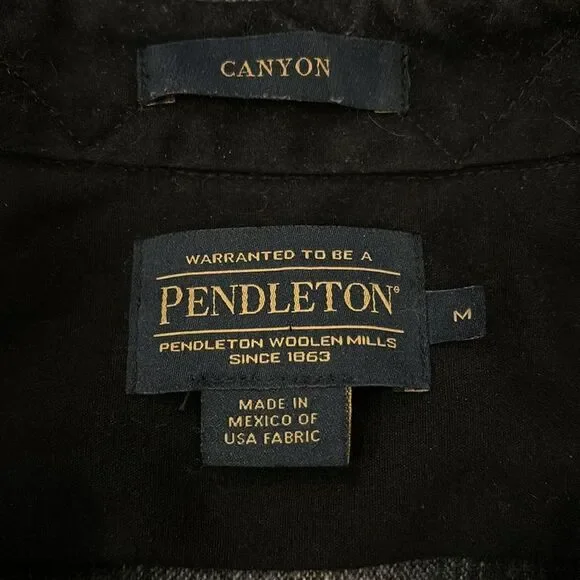 CANYON
WARRANTED TO BE A
PENDLETON®
PENDLETON WOOLEN MILLS
SINCE 1863
M
MADE IN
MEXICO OF
USA FABRIC